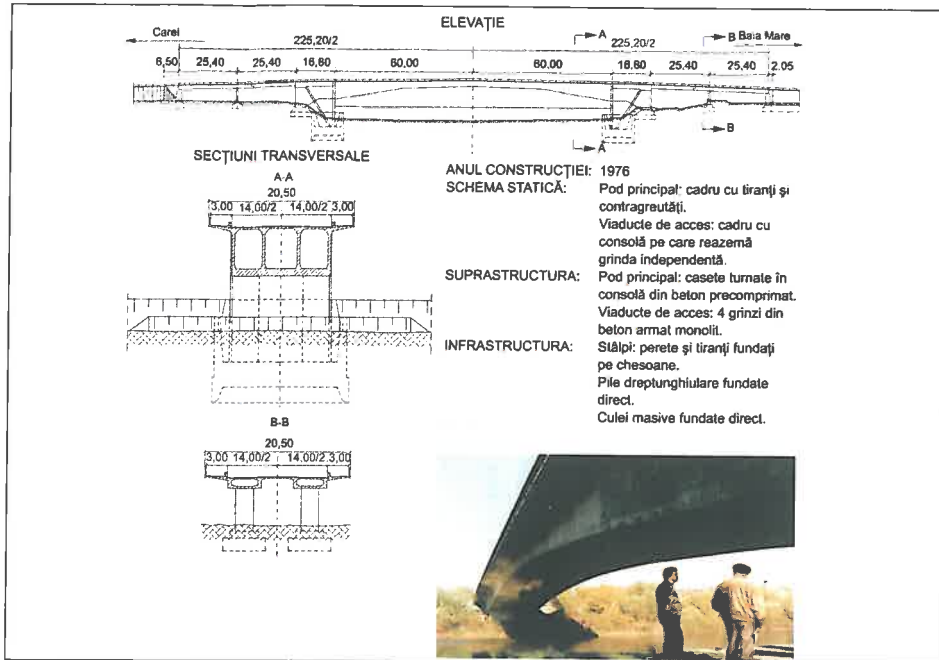 ELEVAȚIE
Carei
A
B Baia Mare
225,20/2 225,20/2
6,50 25,40 25,40 18,80 60,00 60,00 18,80 25,40 25,40 2.05
B
A
SECȚIUNI TRANSVERSALE
A-A
20,50
3,00 14,00/2 14,00/2 3,00
B-B
20,50
3,00 14,00/2 14,00/2 3,00
ANUL CONSTRUCȚIEI: 1976
SCHEMA STATICĂ: Pod principal: cadru cu tiranți și
contragreutăți.
Viaducte de acces: cadru cu
consolă pe care reazemă
grinda independentă.
SUPRASTRUCTURA: Pod principal: casete turnate în
consolă din beton precomprimat.
Viaducte de acces: 4 grinzi din
beton armat monolit.
INFRASTRUCTURA: Stâlpi: perete și tiranți fundați
pe chesoane.
Pile dreptunghiulare fundate
direct.
Culei masive fundate direct.